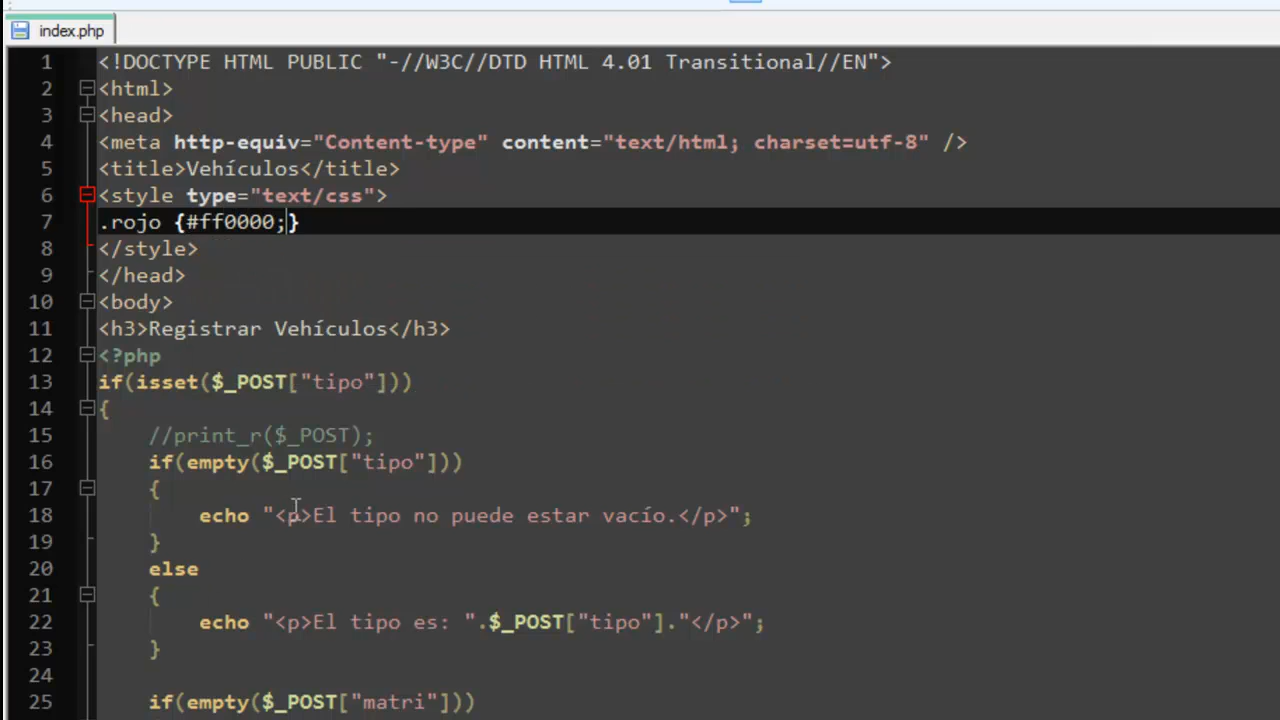 index.php
1 <!DOCTYPE HTML PUBLIC "-//W3C//DTD HTML 4.01 Transitional//EN">
2 <html>
3 <head>
4 <meta http-equiv="Content-type" content="text/html; charset=utf-8" />
5 <title>Vehículos</title>
6 <style type="text/css">
7 .rojo {#ff0000;}
8 </style>
9 </head>
10 <body>
11 <h3>Registrar Vehículos</h3>
12 <?php
13 if(isset($_POST["tipo"]))
14 {
15 //print_r($_POST);
16 if(empty($_POST["tipo"]))
17 {
18 echo "<p>El tipo no puede estar vacío.</p>";
19 }
20 else
21 {
22 echo "<p>El tipo es: ".$_POST["tipo"]."</p>";
23 }
24
25 if(empty($_POST["matri"]))